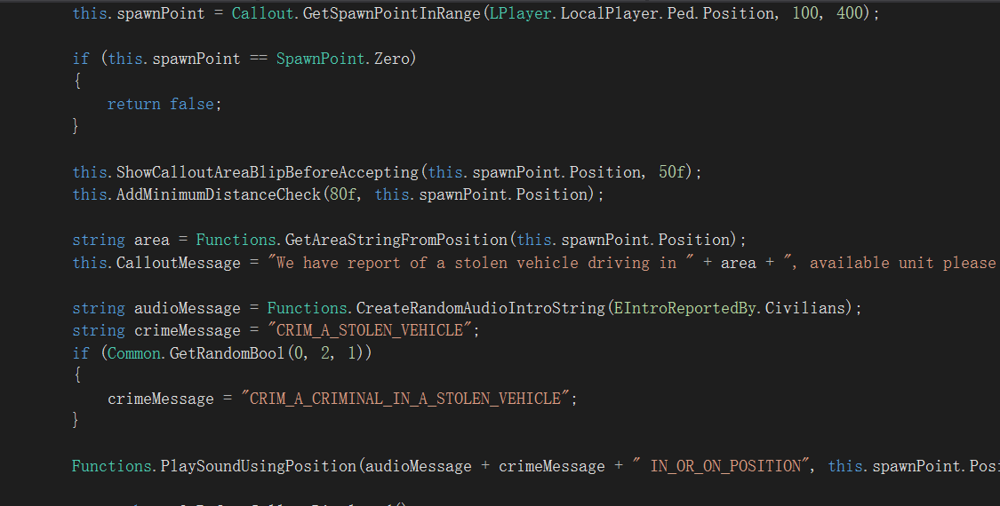 this.spawnPoint = Callout.GetSpawnPointInRange(LPlayer.LocalPlayer.Ped.Position, 100, 400);
if (this.spawnPoint == SpawnPoint.Zero)
{
return false;
}
this.ShowCalloutAreaBlipBeforeAccepting(this.spawnPoint.Position, 50f);
this.AddMinimumDistanceCheck(80f, this.spawnPoint.Position);
string area = Functions.GetAreaStringFromPosition(this.spawnPoint.Position);
this.CalloutMessage = "We have report of a stolen vehicle driving in " + area + ", available unit please
string audioMessage = Functions.CreateRandomAudioIntroString(EIntroReportedBy.Civilians);
string crimeMessage = "CRIM_A_STOLEN_VEHICLE";
if (Common.GetRandomBool(0, 2, 1))
{
crimeMessage = "CRIM_A_CRIMINAL_IN_A_STOLEN_VEHICLE";
}
Functions.PlaySoundUsingPosition(audioMessage + crimeMessage + " IN_OR_ON_POSITION", this.spawnPoint.Posi